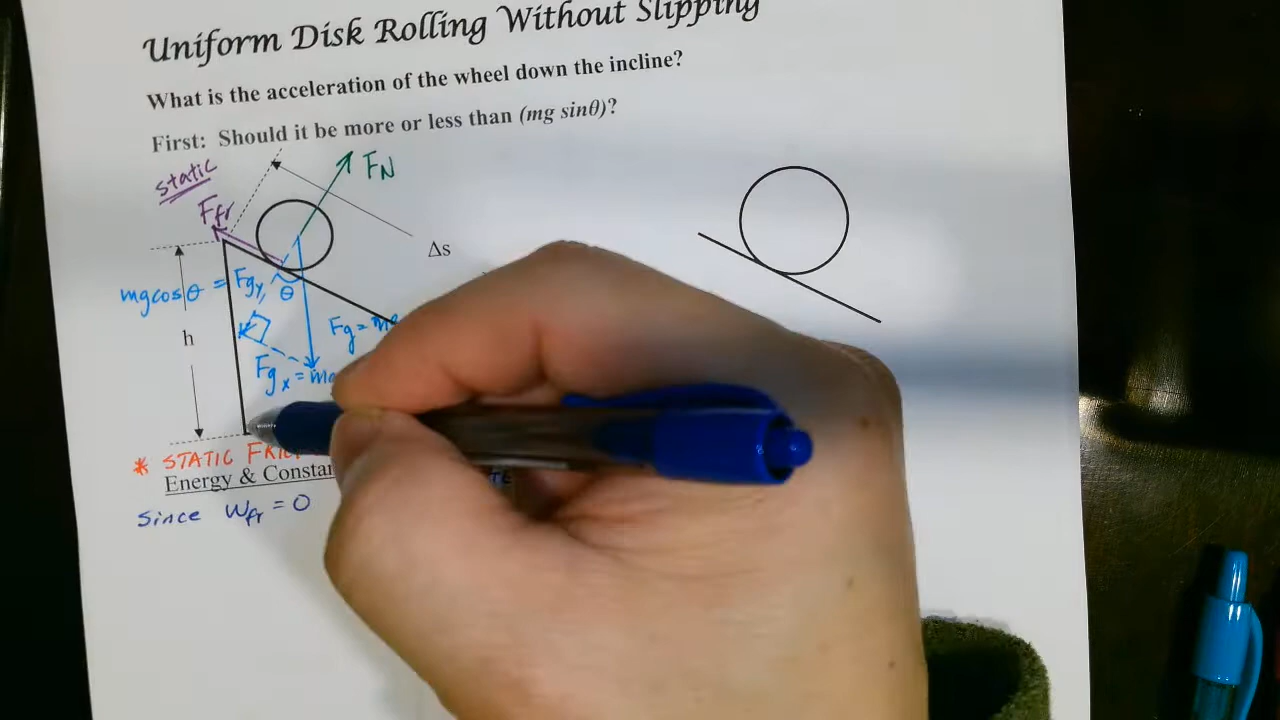 Uniform Disk Rolling Without Slipping
What is the acceleration of the wheel down the incline?
First: Should it be more or less than (mg sinθ)?
static
FN
Ffr
Δs
mgcosθ = Fgy
θ
h
Fg = m
Fgx = m
* STATIC FRIC
Energy & Constan
Since Wfr = 0